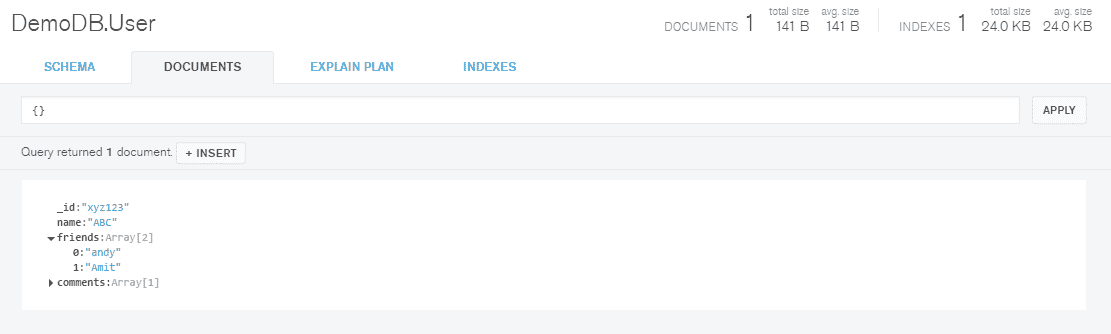 DemoDB.User
DOCUMENTS 1 total size 141 B avg. size 141 B INDEXES 1 total size 24.0 KB avg. size 24.0 KB
SCHEMA DOCUMENTS EXPLAIN PLAN INDEXES
{} APPLY
Query returned 1 document. + INSERT
_id:"xyz123"
name:"ABC"
friends:Array[2]
0:"andy"
1:"Amit"
comments:Array[1]